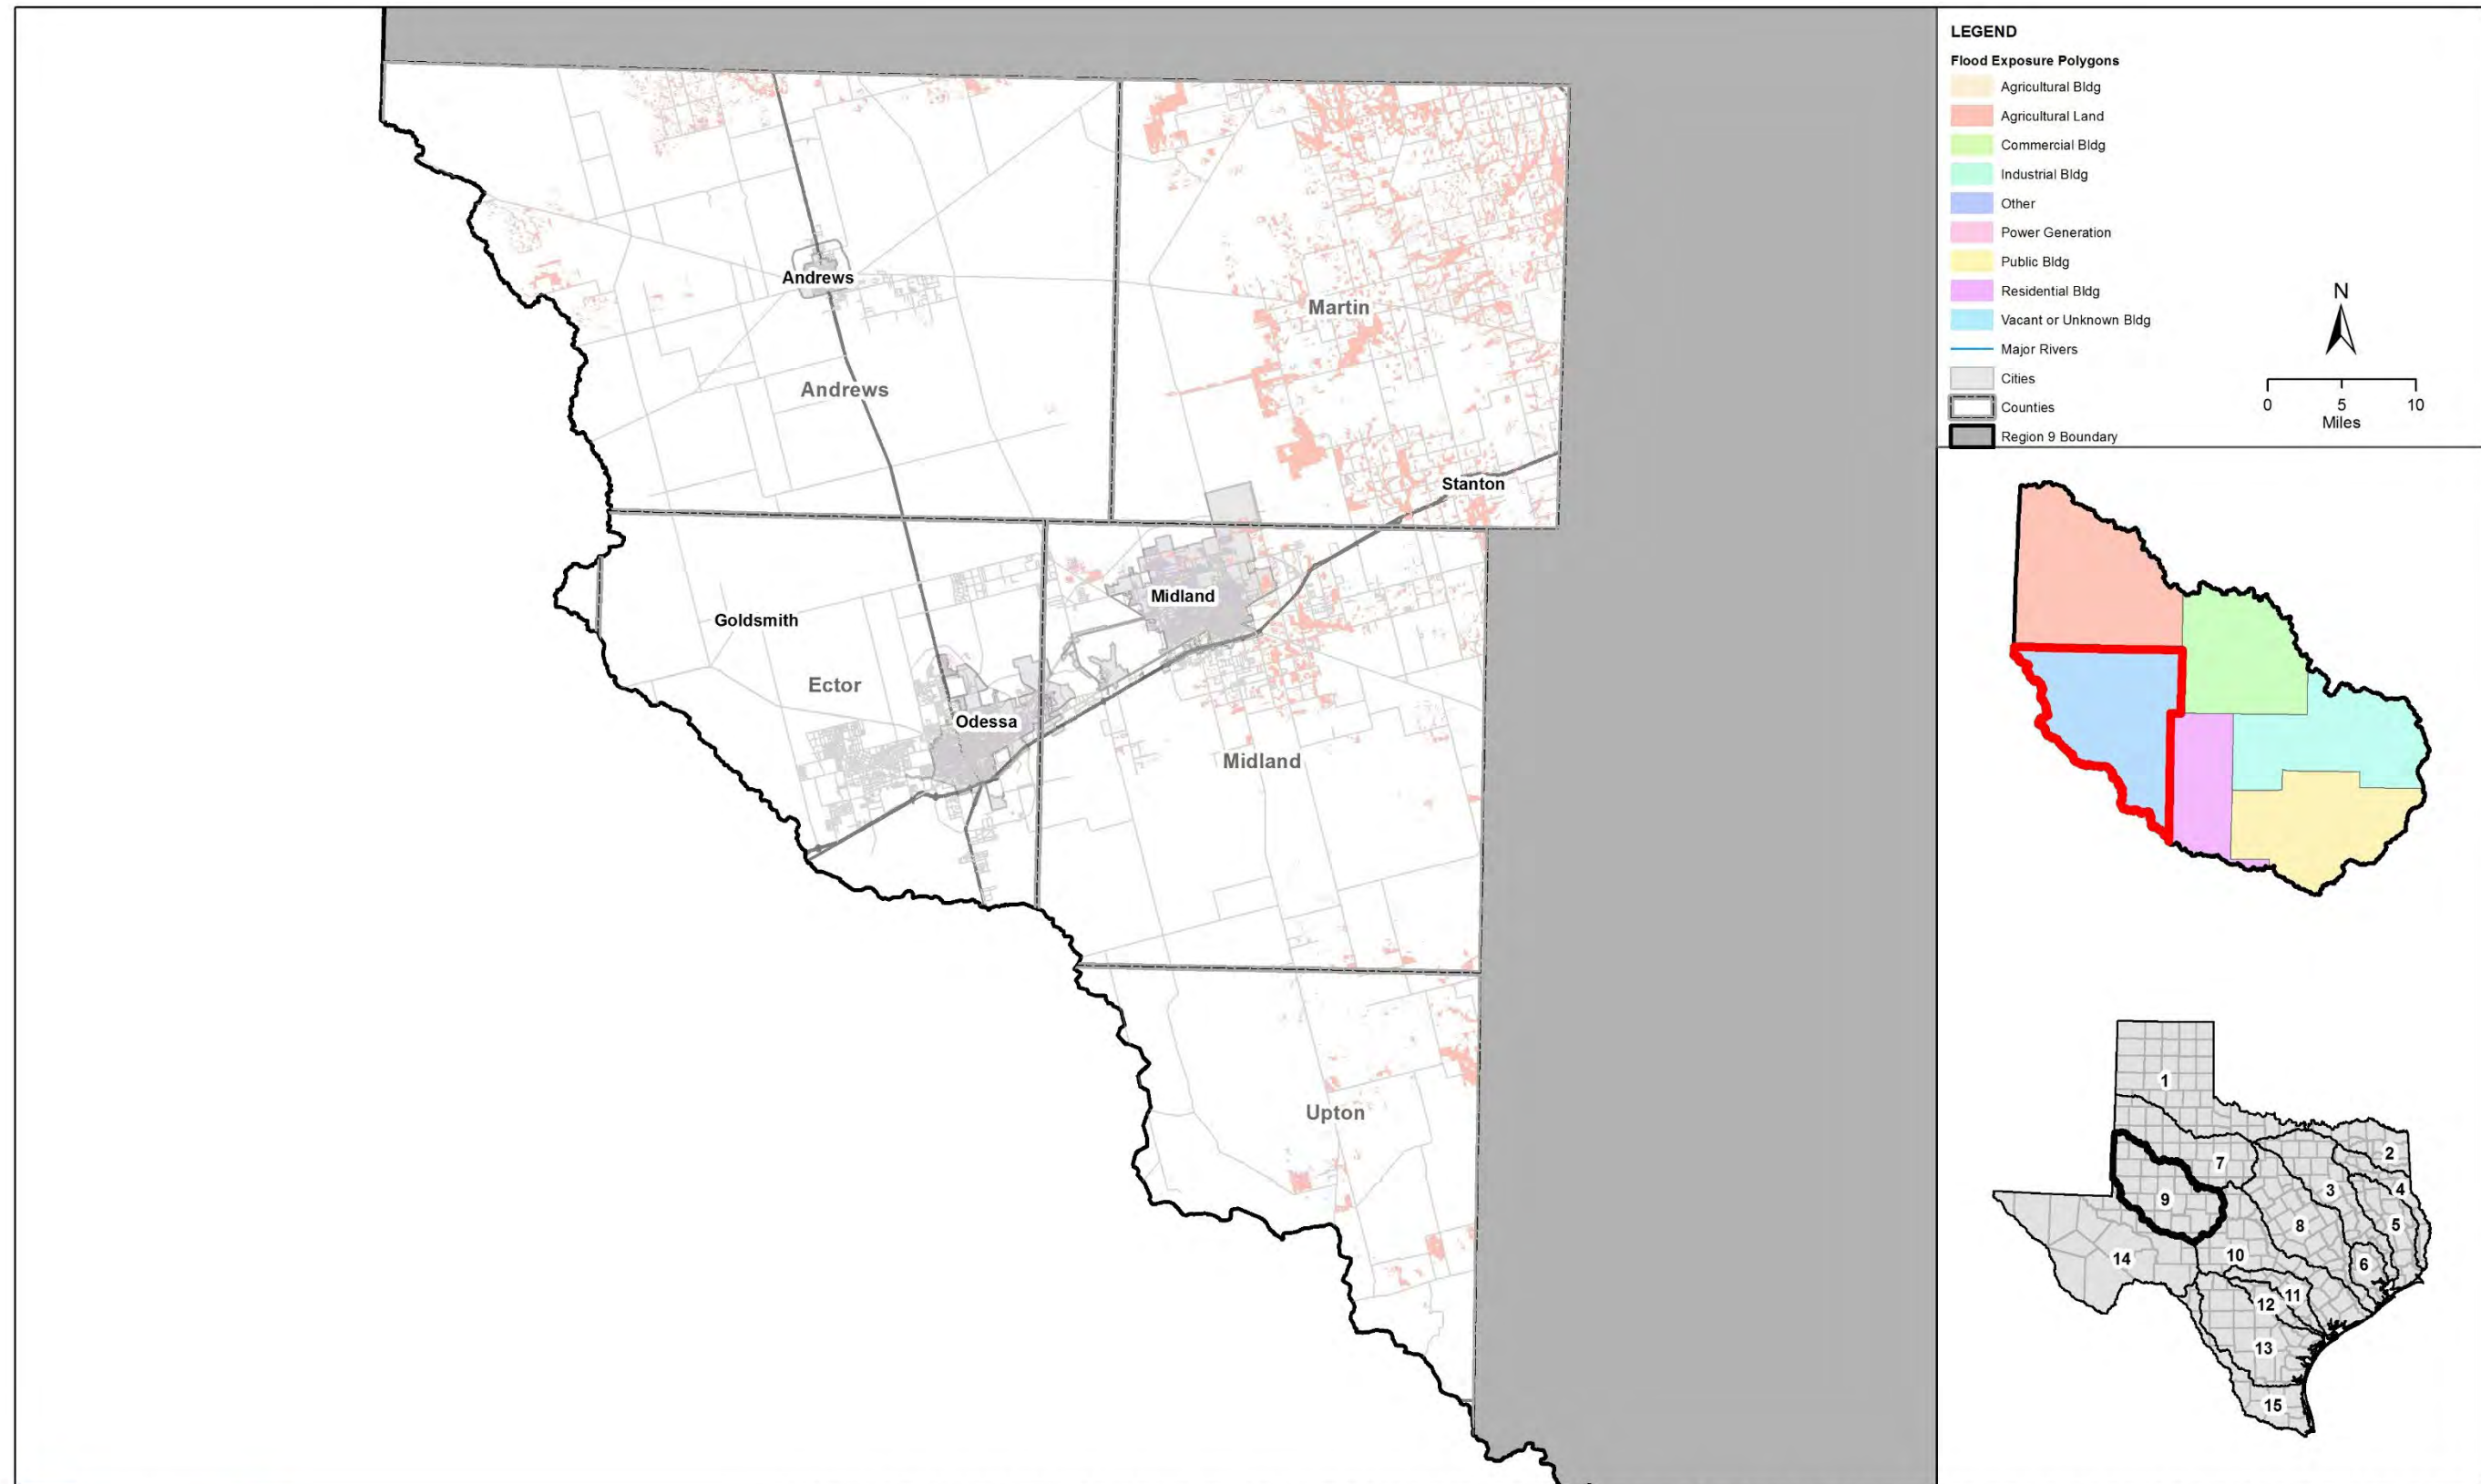 LEGEND
Flood Exposure Polygons
Agricultural Bldg
Agricultural Land
Commercial Bldg
Industrial Bldg
Other
Power Generation
Public Bldg
Residential Bldg
Vacant or Unknown Bldg
Major Rivers
Cities
Counties
Region 9 Boundary
N
0 5 10
Miles
Andrews
Martin
Andrews
Stanton
Midland
Goldsmith
Ector
Odessa
Midland
Upton
1
2
7
3
4
9
5
8
10
14
6
11
12
13
15